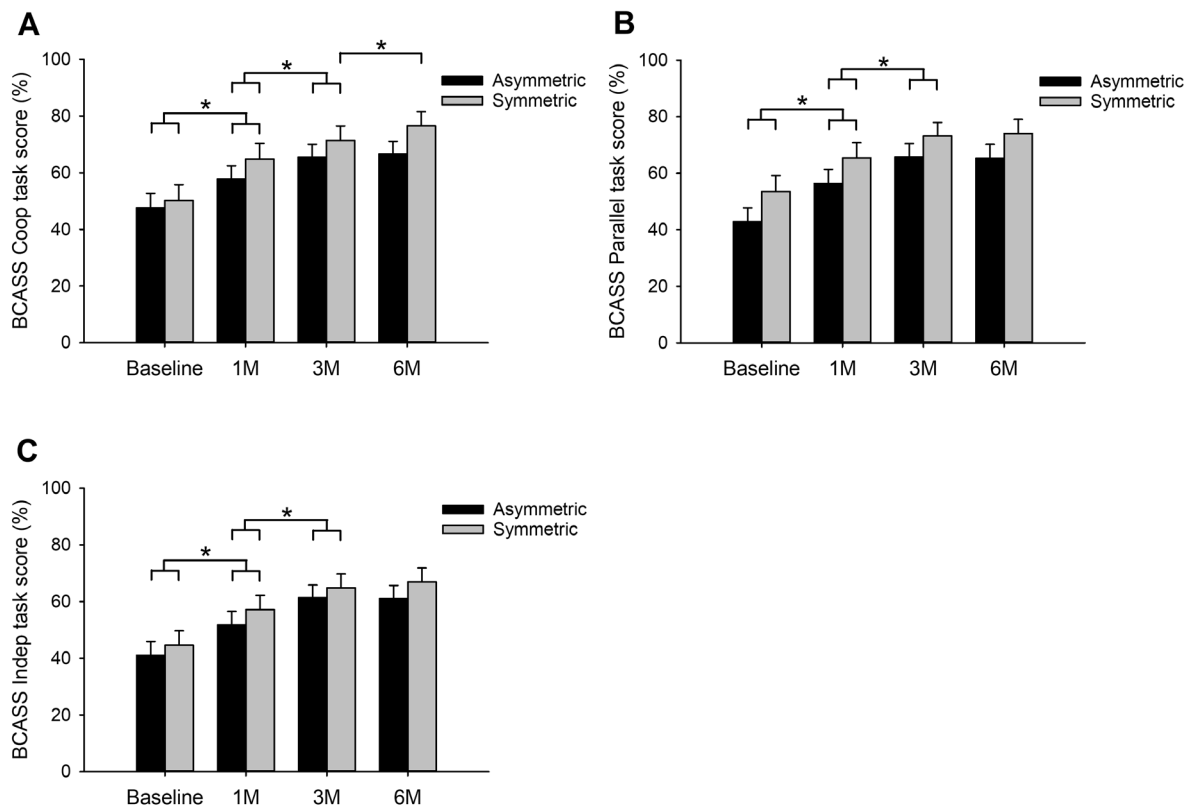 A
BCASS Coop task score (%)
100
80
60
40
20
0
* * *
Asymmetric
Symmetric
Baseline 1M 3M 6M
B
BCASS Parallel task score (%)
100
80
60
40
20
0
* *
Asymmetric
Symmetric
Baseline 1M 3M 6M
C
BCASS Indep task score (%)
100
80
60
40
20
0
* *
Asymmetric
Symmetric
Baseline 1M 3M 6M